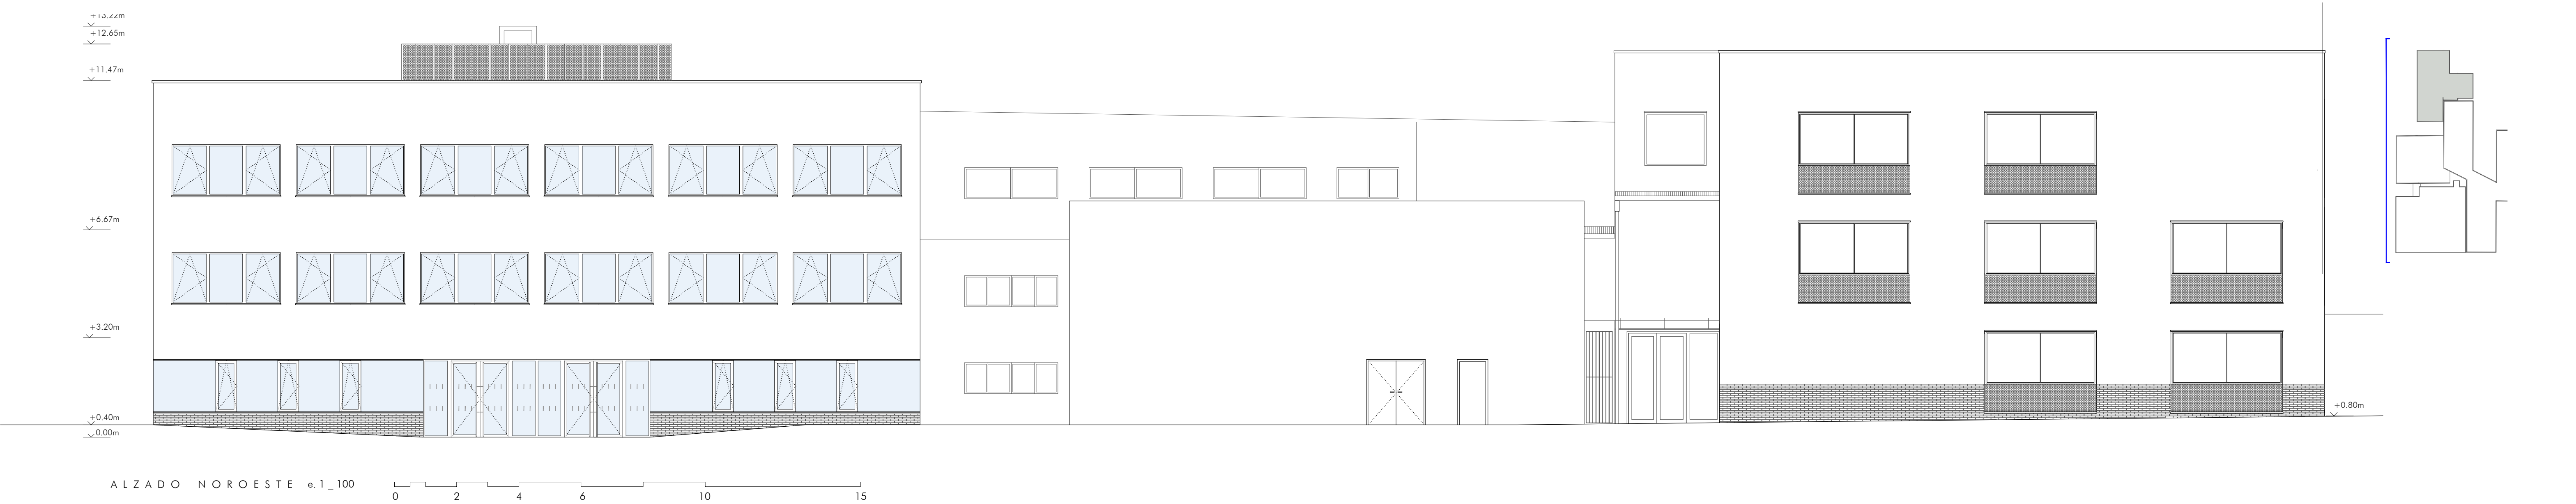 +13.22m
+12.65m
+11.47m
+6.67m
+3.20m
+0.40m
0.00m
+0.80m
ALZADO NOROESTE e.1_100
0 2 4 6 10 15